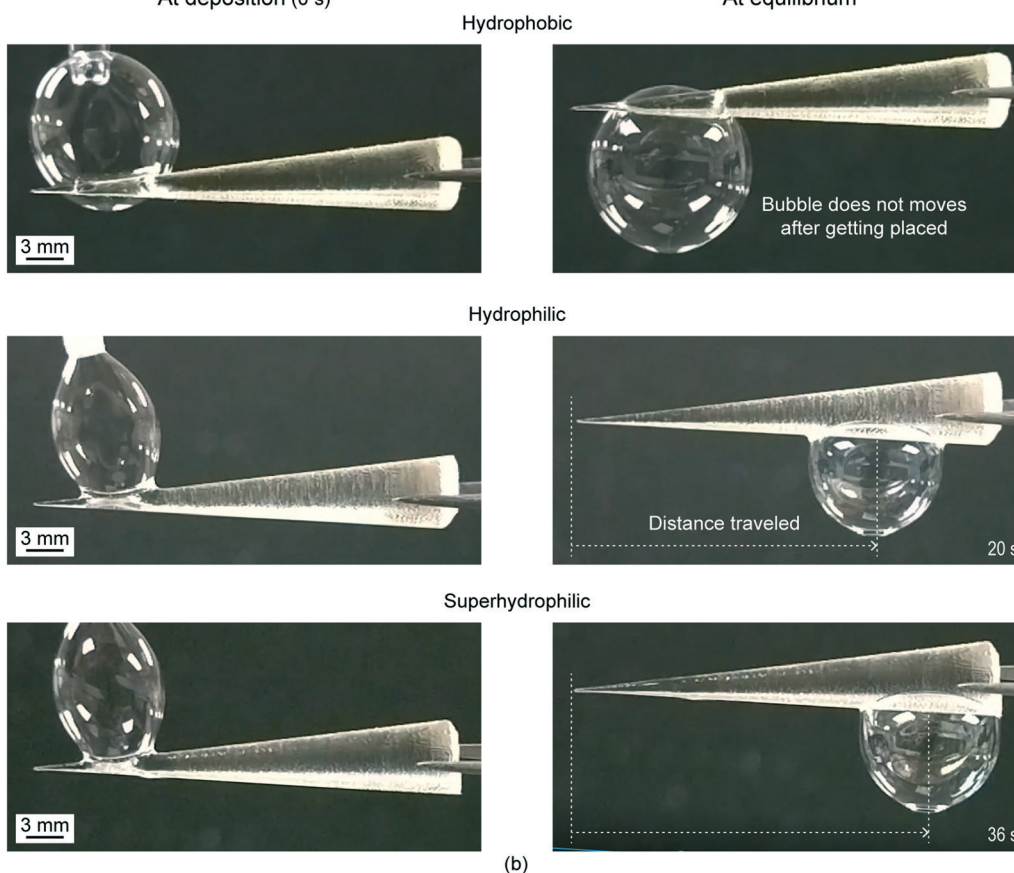 At deposition (0 s)
At equilibrium
Hydrophobic
3 mm
Bubble does not moves
after getting placed
Hydrophilic
3 mm
Distance traveled
20 s
Superhydrophilic
3 mm
36 s
(b)